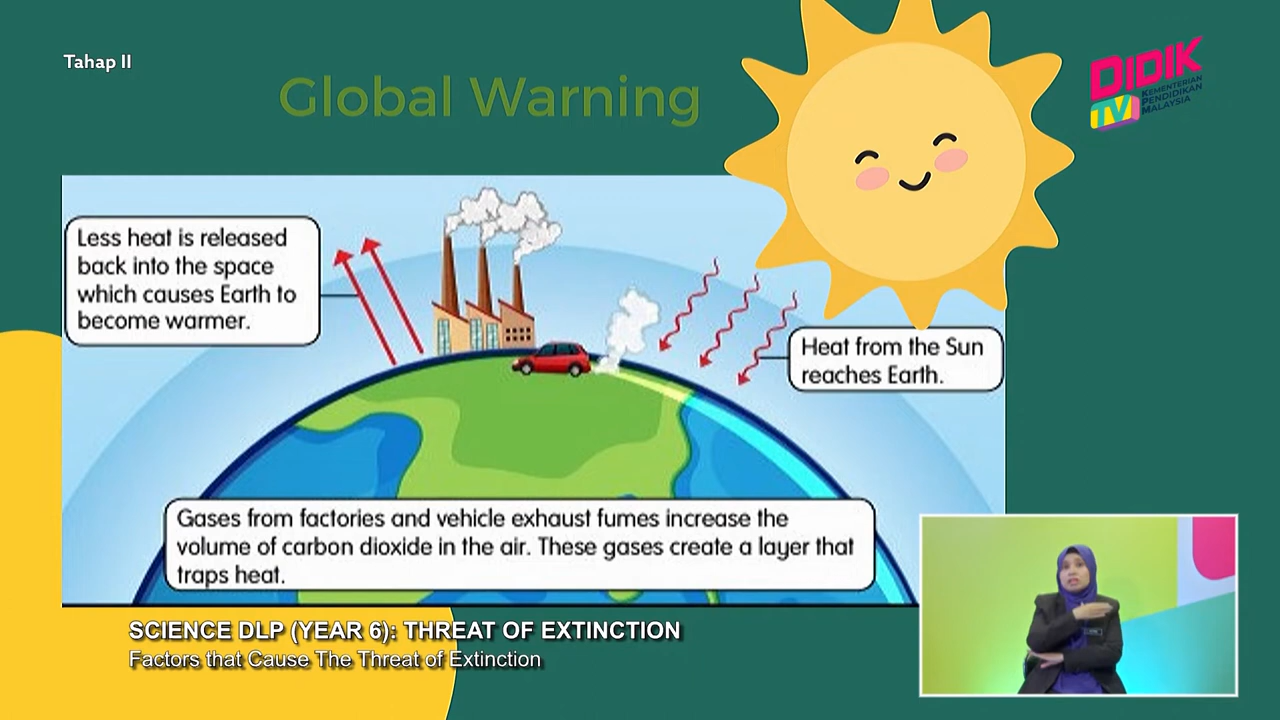 Tahap II
Global Warning
DIDIK
TV
KEMENTERIAN
PENDIDIKAN
MALAYSIA
Less heat is released
back into the space
which causes Earth to
become warmer.
Heat from the Sun
reaches Earth.
Gases from factories and vehicle exhaust fumes increase the
volume of carbon dioxide in the air. These gases create a layer that
traps heat.
SCIENCE DLP (YEAR 6): THREAT OF EXTINCTION
Factors that Cause The Threat of Extinction